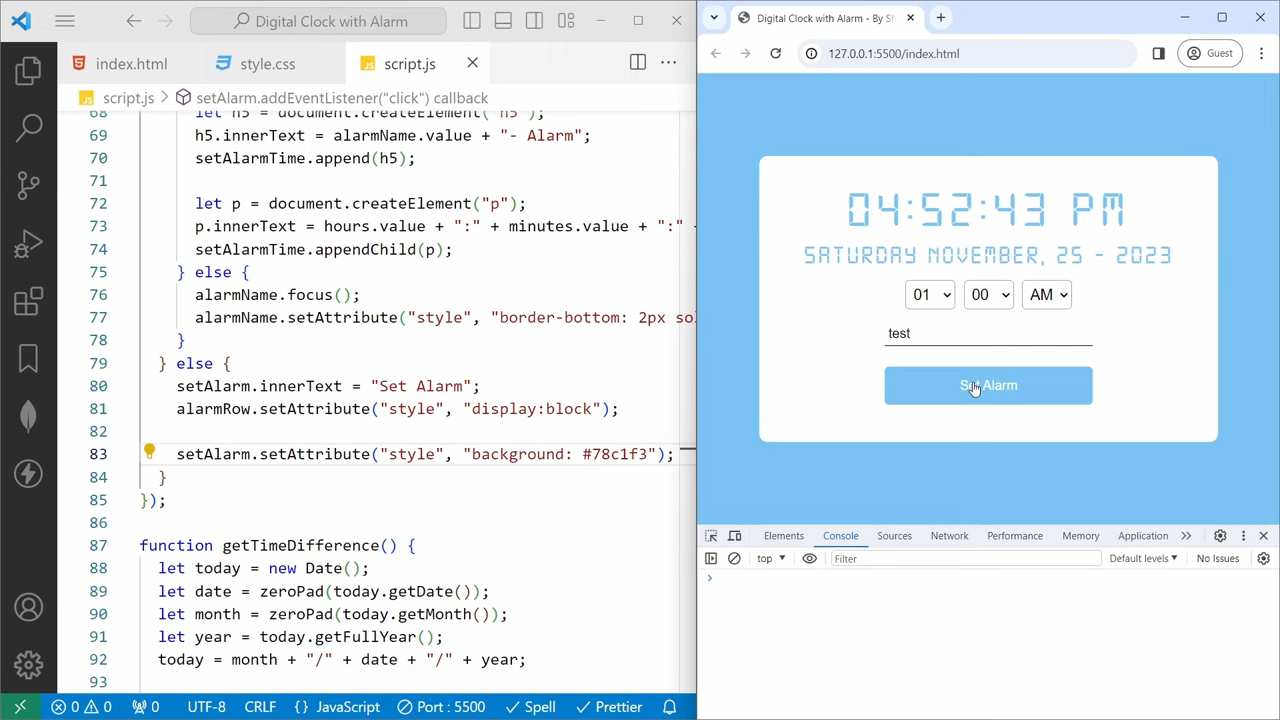 Digital Clock with Alarm
index.html
style.css
script.js
script.js > setAlarm.addEventListener("click") callback
68 let h5 = document.createElement("h5");
69 h5.innerText = alarmName.value + "- Alarm";
70 setAlarmTime.append(h5);
71
72 let p = document.createElement("p");
73 p.innerText = hours.value + ":" + minutes.value + ":" +
74 setAlarmTime.appendChild(p);
75 } else {
76 alarmName.focus();
77 alarmName.setAttribute("style", "border-bottom: 2px so
78 }
79 } else {
80 setAlarm.innerText = "Set Alarm";
81 alarmRow.setAttribute("style", "display:block");
82
83 setAlarm.setAttribute("style", "background: #78c1f3");
84 }
85 });
86
87 function getTimeDifference() {
88 let today = new Date();
89 let date = zeroPad(today.getDate());
90 let month = zeroPad(today.getMonth());
91 let year = today.getFullYear();
92 today = month + "/" + date + "/" + year;
93
0 0 0 UTF-8 CRLF {} JavaScript Port : 5500 Spell Prettier
Digital Clock with Alarm - By Sh
127.0.0.1:5500/index.html
Guest
04:52:43 PM
SATURDAY NOVEMBER, 25 - 2023
01 00 AM
test
Set Alarm
Elements Console Sources Network Performance Memory Application
top Filter Default levels No Issues